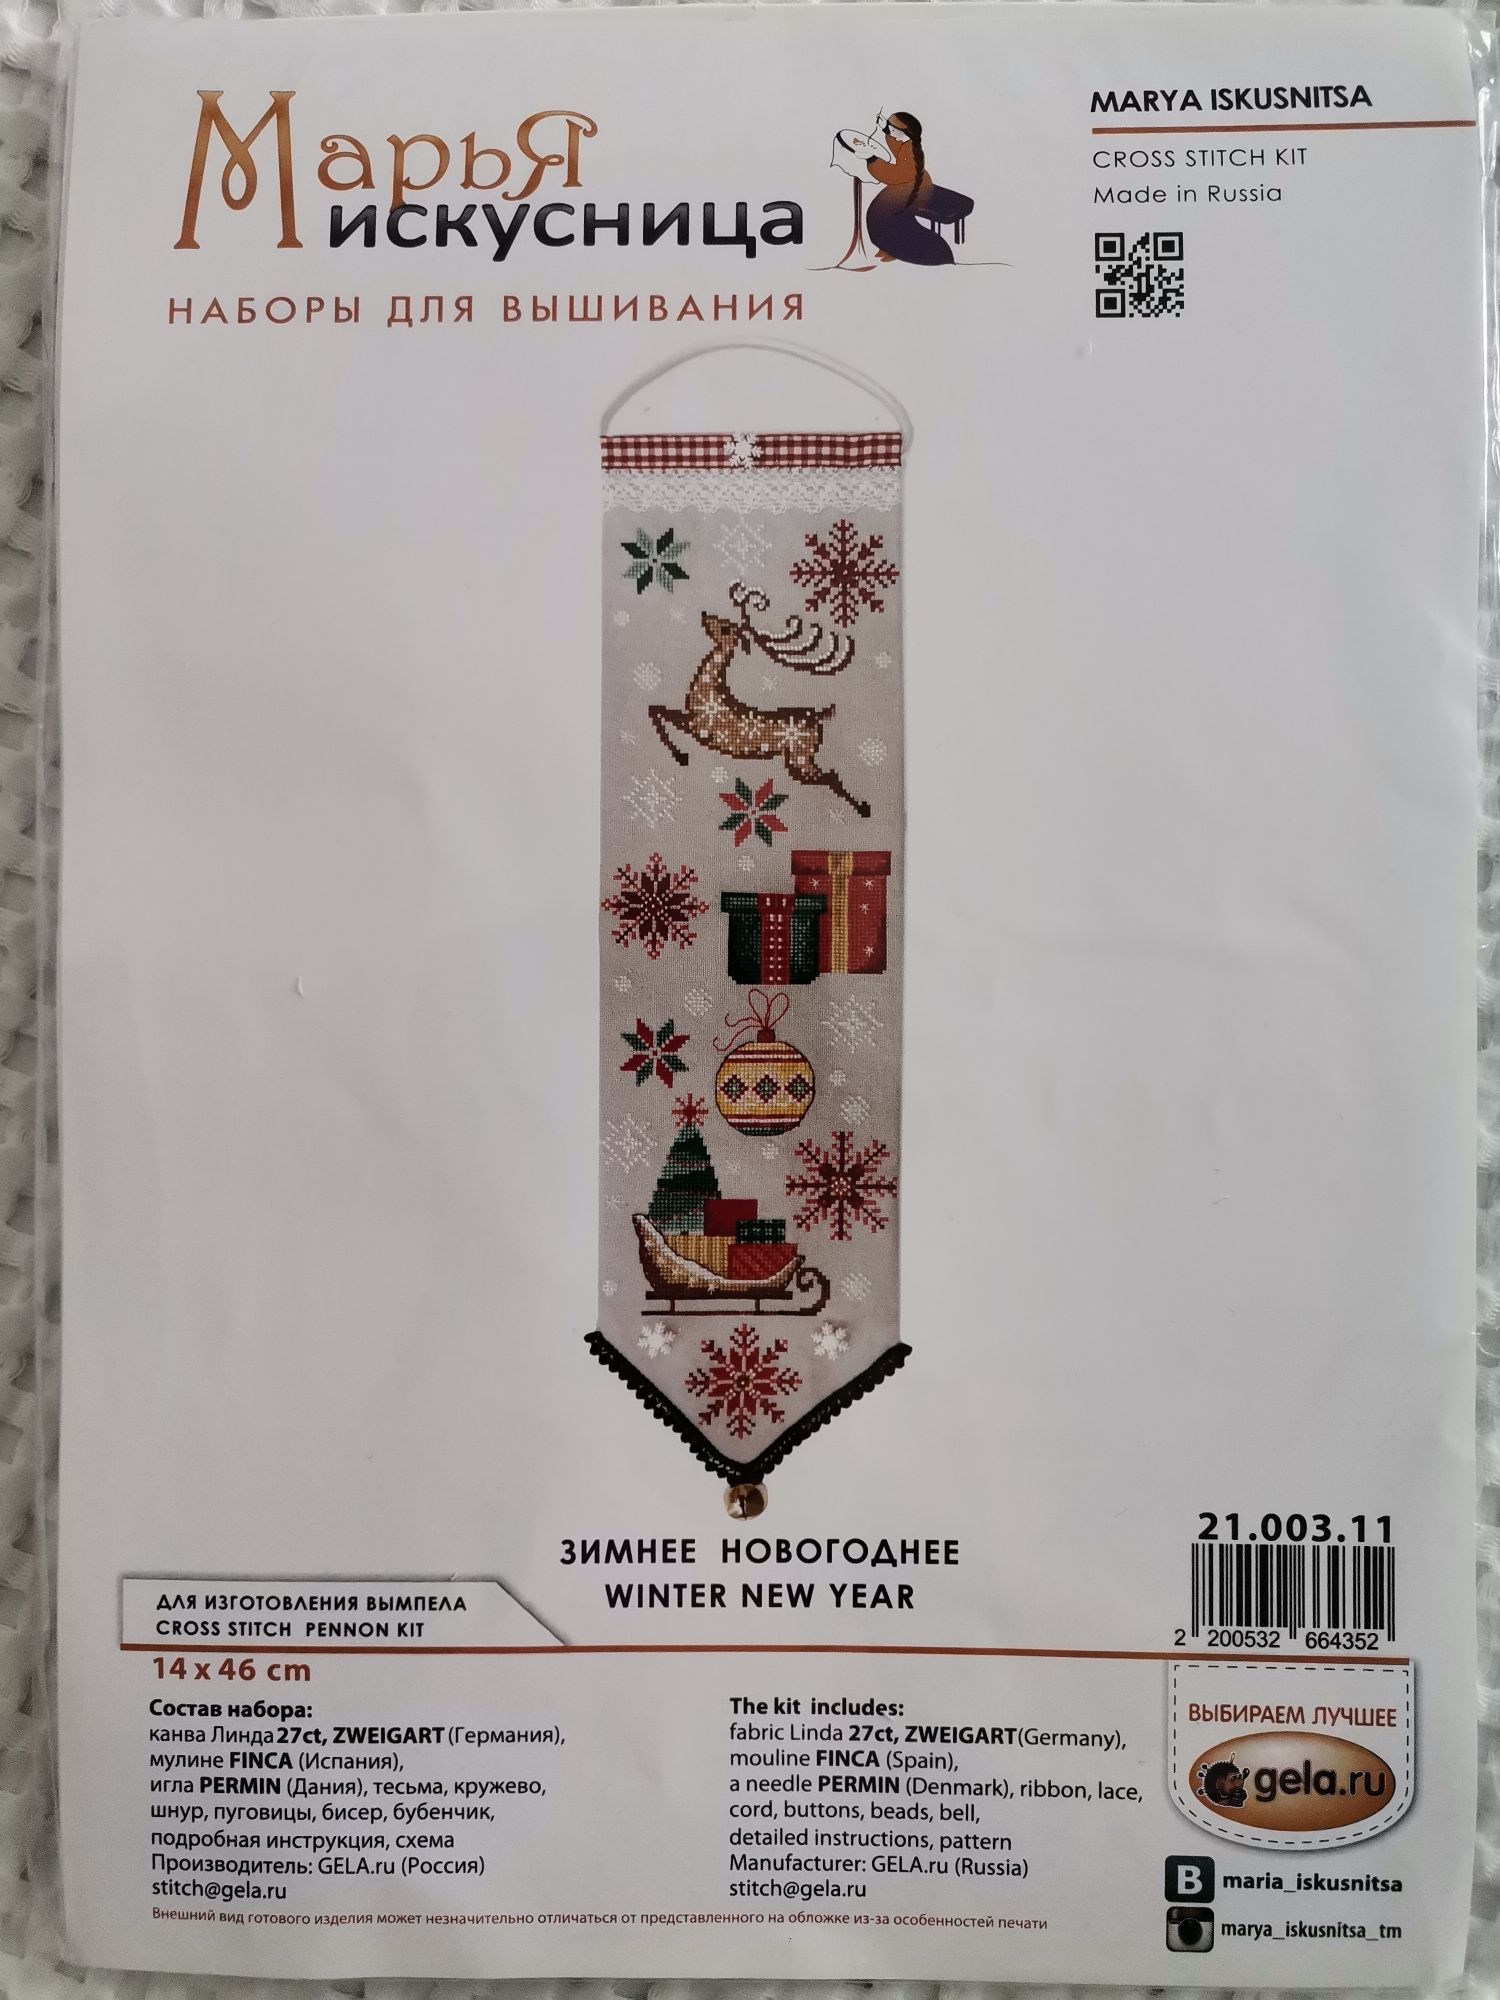 МарьЯ
искусница
НАБОРЫ ДЛЯ ВЫШИВАНИЯ
MARYA ISKUSNITSA
CROSS STITCH KIT
Made in Russia
ЗИМНЕЕ НОВОГОДНЕЕ
WINTER NEW YEAR
21.003.11
2 200532 664352
ДЛЯ ИЗГОТОВЛЕНИЯ ВЫМПЕЛА
CROSS STITCH PENNON KIT
14 x 46 cm
Состав набора:
канва Линда 27ct, ZWEIGART (Германия),
мулине FINCA (Испания),
игла PERMIN (Дания), тесьма, кружево,
шнур, пуговицы, бисер, бубенчик,
подробная инструкция, схема
Производитель: GELA.ru (Россия)
stitch@gela.ru
The kit includes:
fabric Linda 27ct, ZWEIGART(Germany),
mouline FINCA (Spain),
a needle PERMIN (Denmark), ribbon, lace,
cord, buttons, beads, bell,
detailed instructions, pattern
Manufacturer: GELA.ru (Russia)
stitch@gela.ru
Внешний вид готового изделия может незначительно отличаться от представленного на обложке из-за особенностей печати
ВЫБИРАЕМ ЛУЧШЕЕ
gela.ru
B maria_iskusnitsa
marya_iskusnitsa_tm